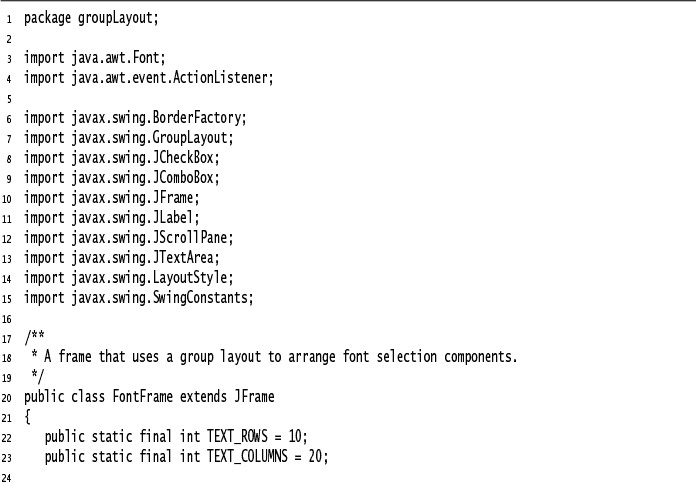 1 package groupLayout;
2
3 import java.awt.Font;
4 import java.awt.event.ActionListener;
5
6 import javax.swing.BorderFactory;
7 import javax.swing.GroupLayout;
8 import javax.swing.JCheckBox;
9 import javax.swing.JComboBox;
10 import javax.swing.JFrame;
11 import javax.swing.JLabel;
12 import javax.swing.JScrollPane;
13 import javax.swing.JTextArea;
14 import javax.swing.LayoutStyle;
15 import javax.swing.SwingConstants;
16
17 /**
18  * A frame that uses a group layout to arrange font selection components.
19  */
20 public class FontFrame extends JFrame
21 {
22    public static final int TEXT_ROWS = 10;
23    public static final int TEXT_COLUMNS = 20;
24